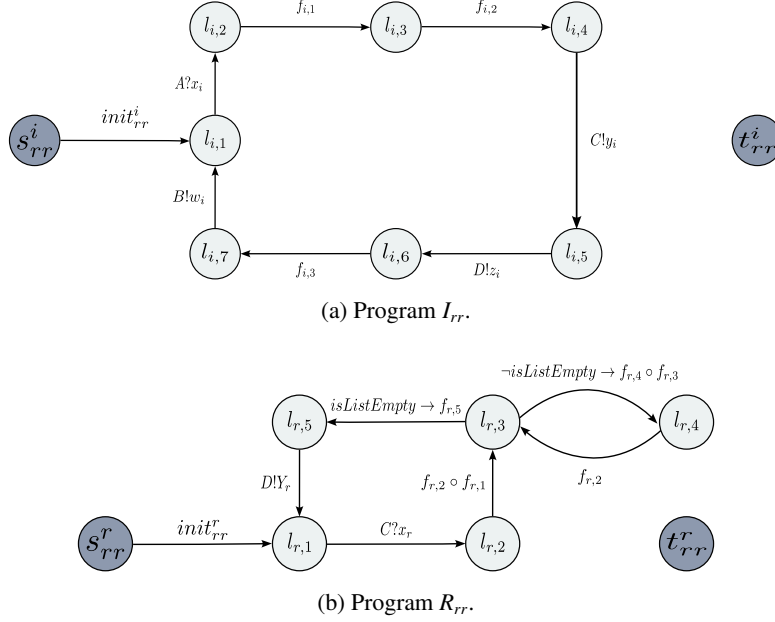 f_{i,1} f_{i,2}
l_{i,2} l_{i,3} l_{i,4}
A?x_i
s^i_{rr} init^i_{rr} l_{i,1} C!y_i t^i_{rr}
B!w_i
l_{i,7} f_{i,3} l_{i,6} D!z_i l_{i,5}
(a) Program I_{rr}.
¬isListEmpty → f_{r,4} ∘ f_{r,3}
l_{r,5} isListEmpty → f_{r,5} l_{r,3} l_{r,4}
D!Y_r f_{r,2} ∘ f_{r,1} f_{r,2}
s^r_{rr} init^r_{rr} l_{r,1} C?x_r l_{r,2} t^r_{rr}
(b) Program R_{rr}.